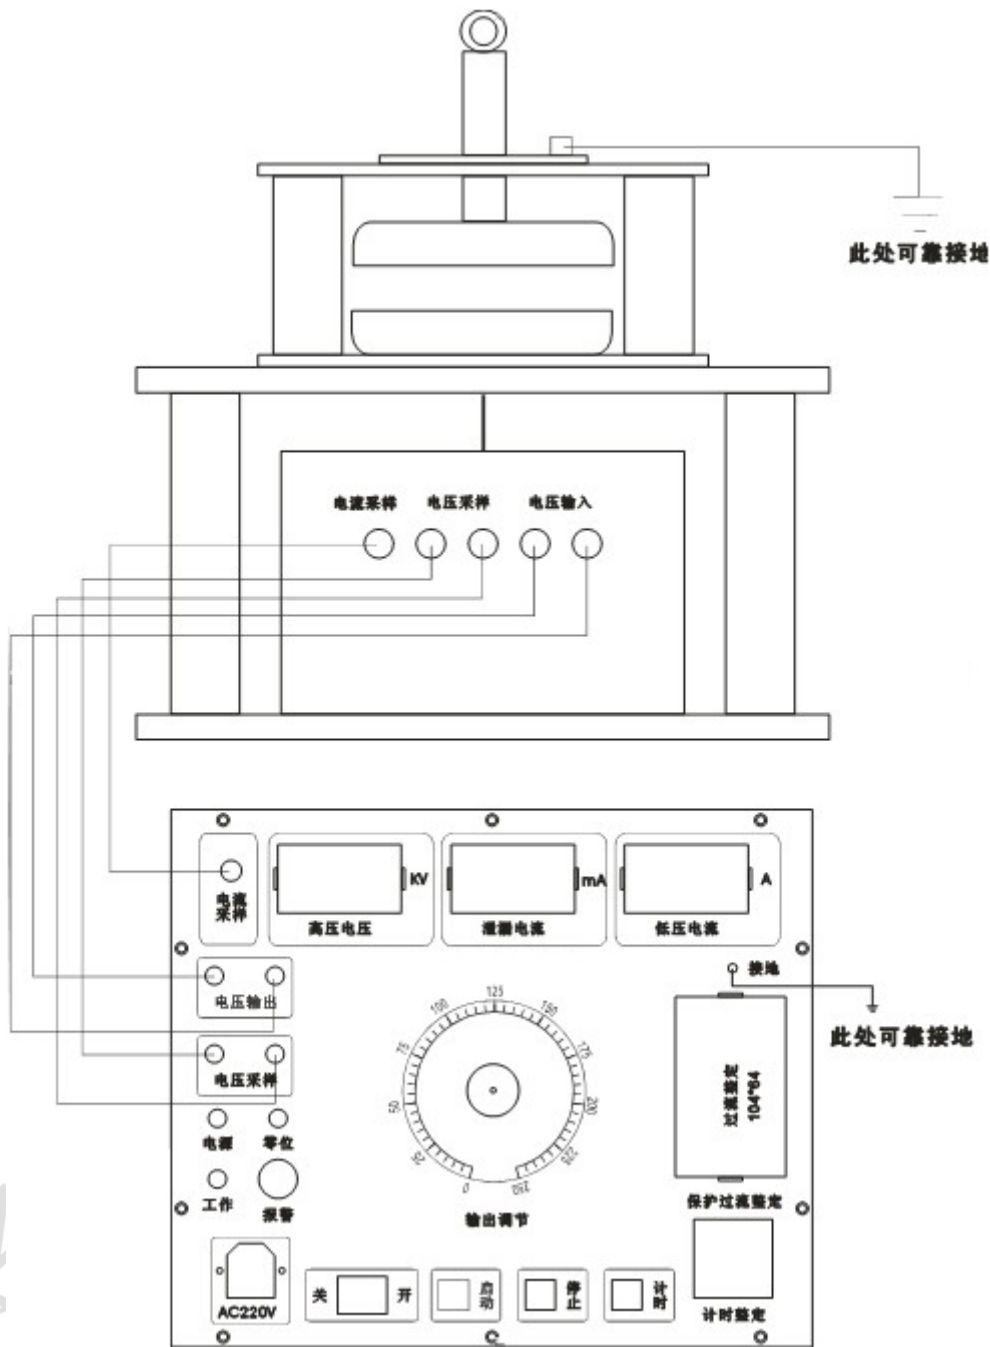 此处可靠接地
电流采样 电压采样 电压输入
电流
采样
KV
高压电压
mA
泄漏电流
A
低压电流
接地
此处可靠接地
电压输出
电压采样
电源 零位
工作 报警
0 25 50 75 100 125 150 175 200 225 250
输出调节
过流整定
104*64
保护过流整定
AC220V
关 开
启动
停止
计时
计时整定